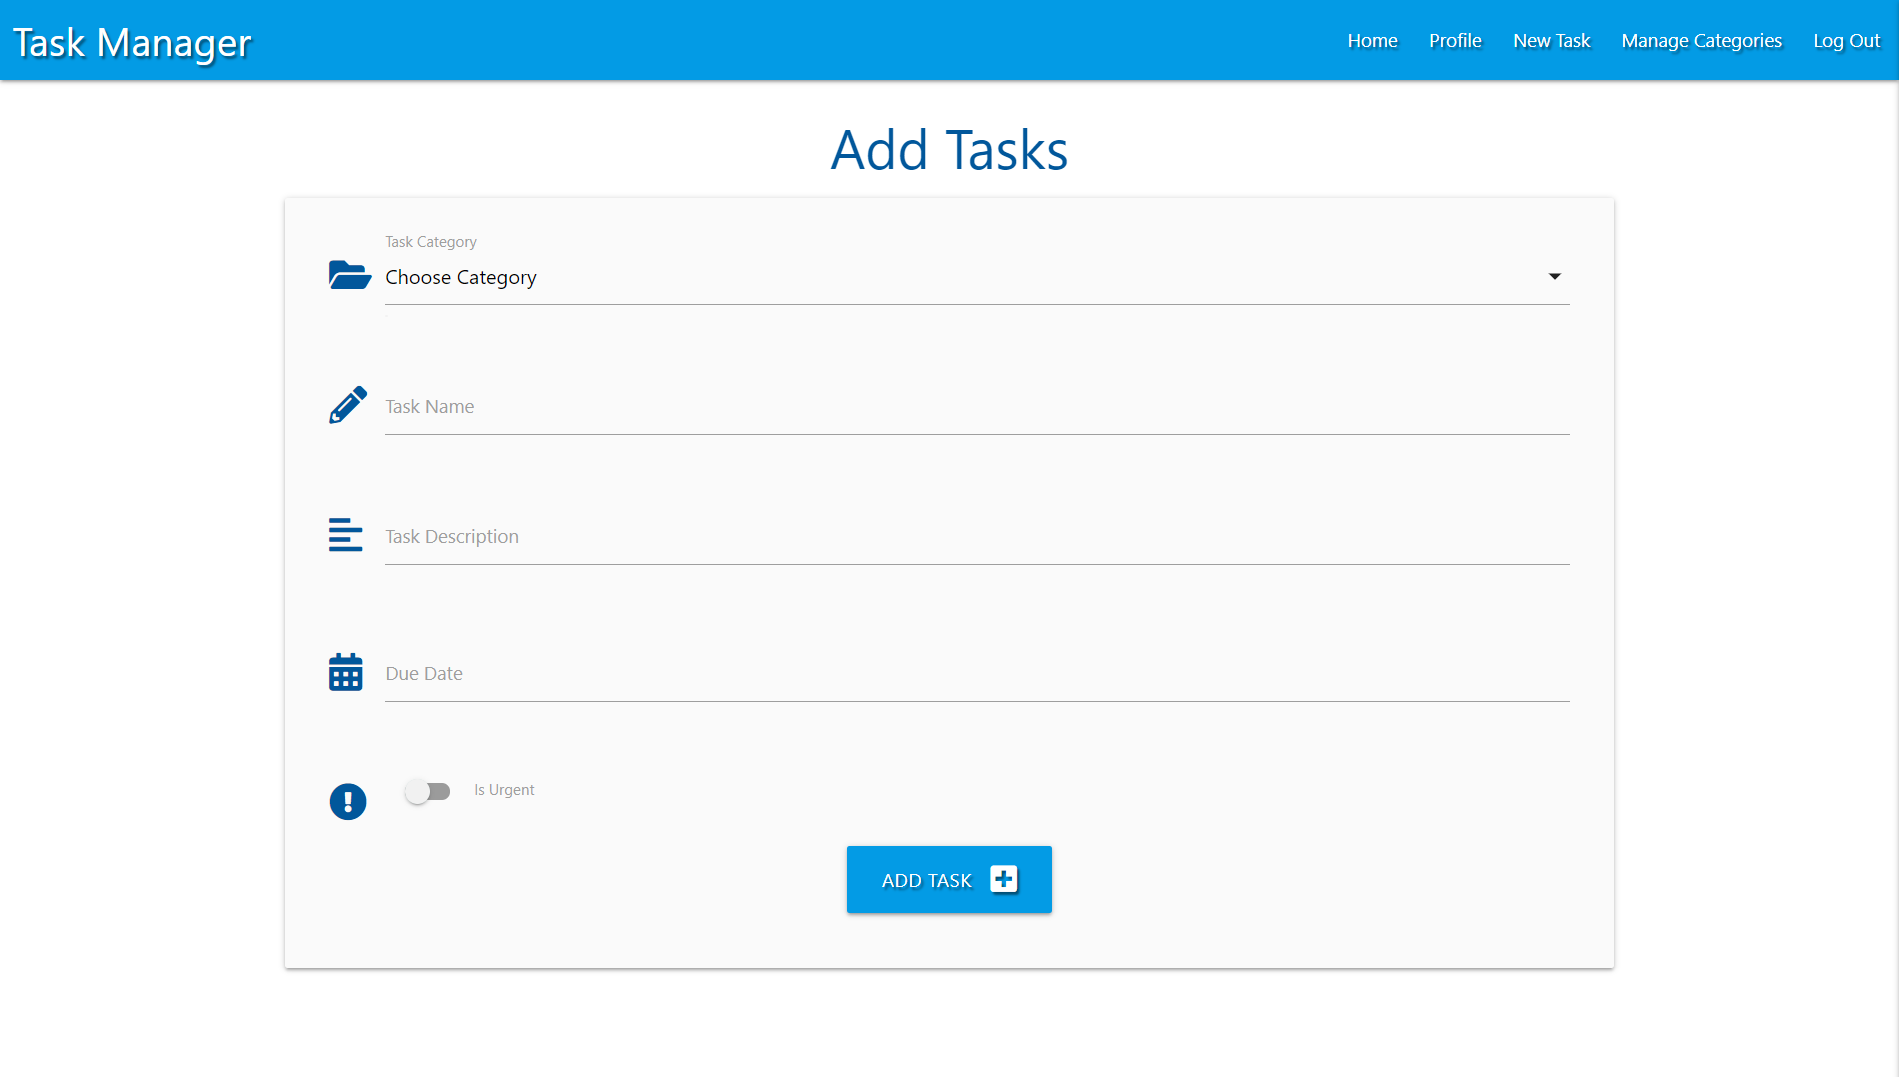 Task Manager
Home Profile New Task Manage Categories Log Out
Add Tasks
Task Category
Choose Category
Task Name
Task Description
Due Date
Is Urgent
ADD TASK